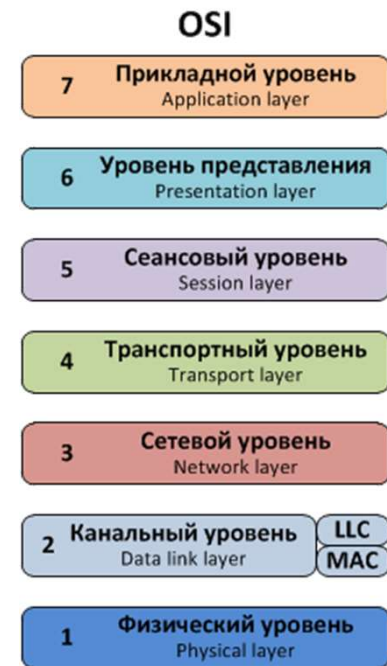 OSI
7 Прикладной уровень
Application layer
6 Уровень представления
Presentation layer
5 Сеансовый уровень
Session layer
4 Транспортный уровень
Transport layer
3 Сетевой уровень
Network layer
2 Канальный уровень LLC
Data link layer MAC
1 Физический уровень
Physical layer